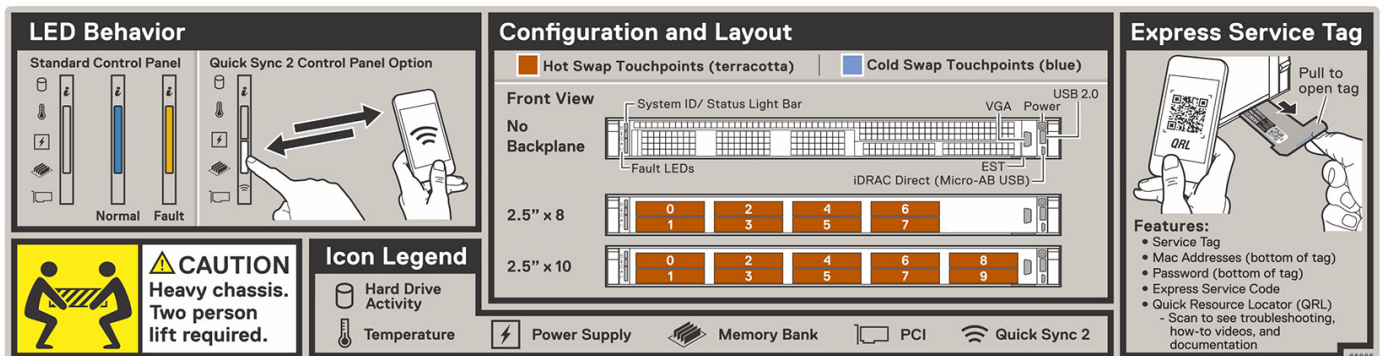 LED Behavior
Standard Control Panel
Quick Sync 2 Control Panel Option
i
i
i
i
Normal
Fault
CAUTION
Heavy chassis.
Two person
lift required.
Icon Legend
Hard Drive
Activity
Temperature
Power Supply
Memory Bank
PCI
Quick Sync 2
Configuration and Layout
Hot Swap Touchpoints (terracotta)
Cold Swap Touchpoints (blue)
Front View
System ID/ Status Light Bar
VGA
Power
USB 2.0
No
Backplane
Fault LEDs
EST
iDRAC Direct (Micro-AB USB)
2.5” x 8
0 2 4 6
1 3 5 7
2.5” x 10
0 2 4 6 8
1 3 5 7 9
Express Service Tag
Pull to
open tag
QRL
Features:
• Service Tag
• Mac Addresses (bottom of tag)
• Password (bottom of tag)
• Express Service Code
• Quick Resource Locator (QRL)
- Scan to see troubleshooting,
how-to videos, and
documentation